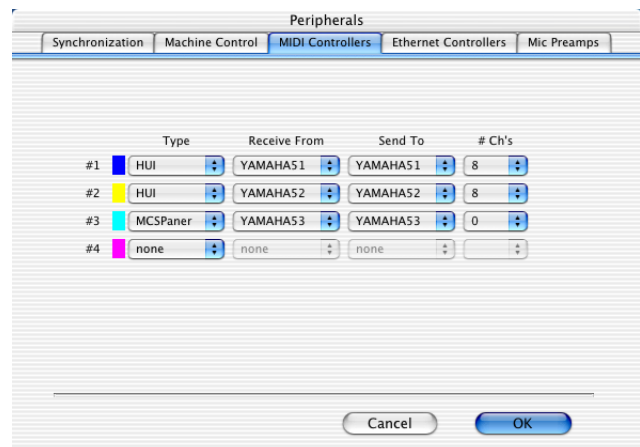 Peripherals
Synchronization Machine Control MIDI Controllers Ethernet Controllers Mic Preamps
Type Receive From Send To # Ch's
#1 HUI YAMAHA51 YAMAHA51 8
#2 HUI YAMAHA52 YAMAHA52 8
#3 MCSPaner YAMAHA53 YAMAHA53 0
#4 none none none
Cancel OK